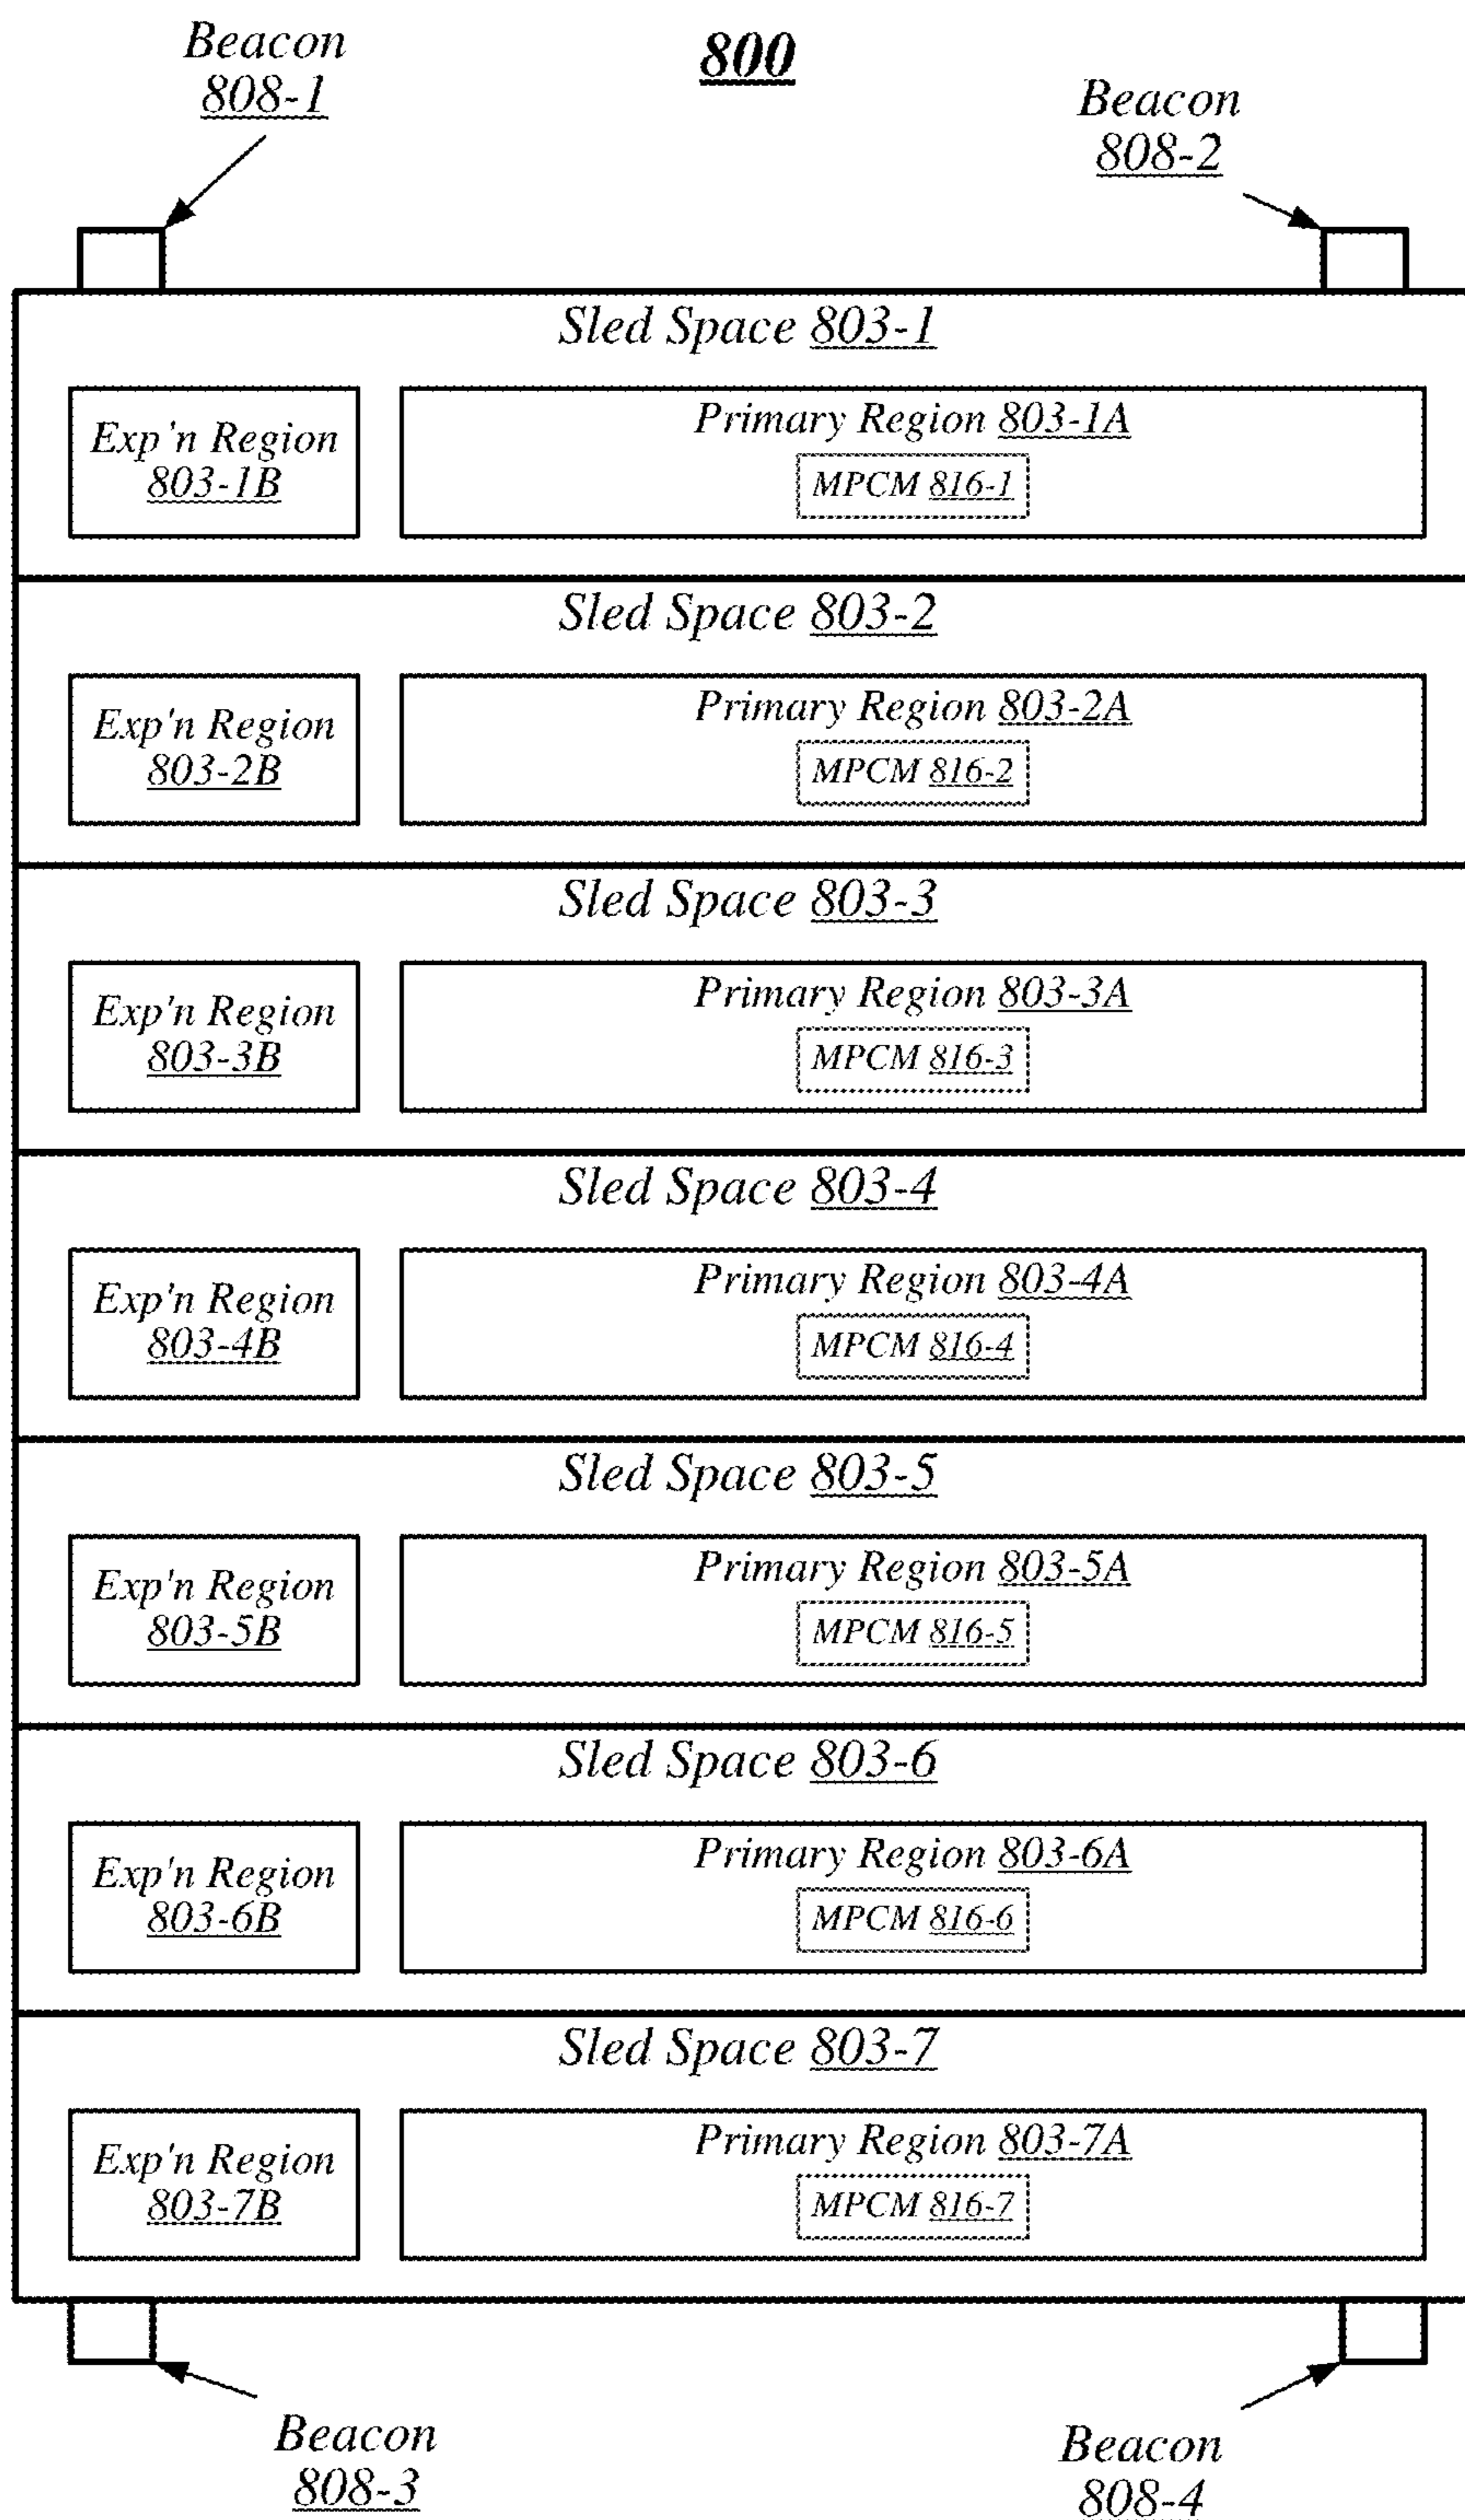 Beacon
808-1
800
Beacon
808-2
Sled Space 803-1
Exp'n Region
803-1B
Primary Region 803-1A
MPCM 816-1
Sled Space 803-2
Exp'n Region
803-2B
Primary Region 803-2A
MPCM 816-2
Sled Space 803-3
Exp'n Region
803-3B
Primary Region 803-3A
MPCM 816-3
Sled Space 803-4
Exp'n Region
803-4B
Primary Region 803-4A
MPCM 816-4
Sled Space 803-5
Exp'n Region
803-5B
Primary Region 803-5A
MPCM 816-5
Sled Space 803-6
Exp'n Region
803-6B
Primary Region 803-6A
MPCM 816-6
Sled Space 803-7
Exp'n Region
803-7B
Primary Region 803-7A
MPCM 816-7
Beacon
808-3
Beacon
808-4